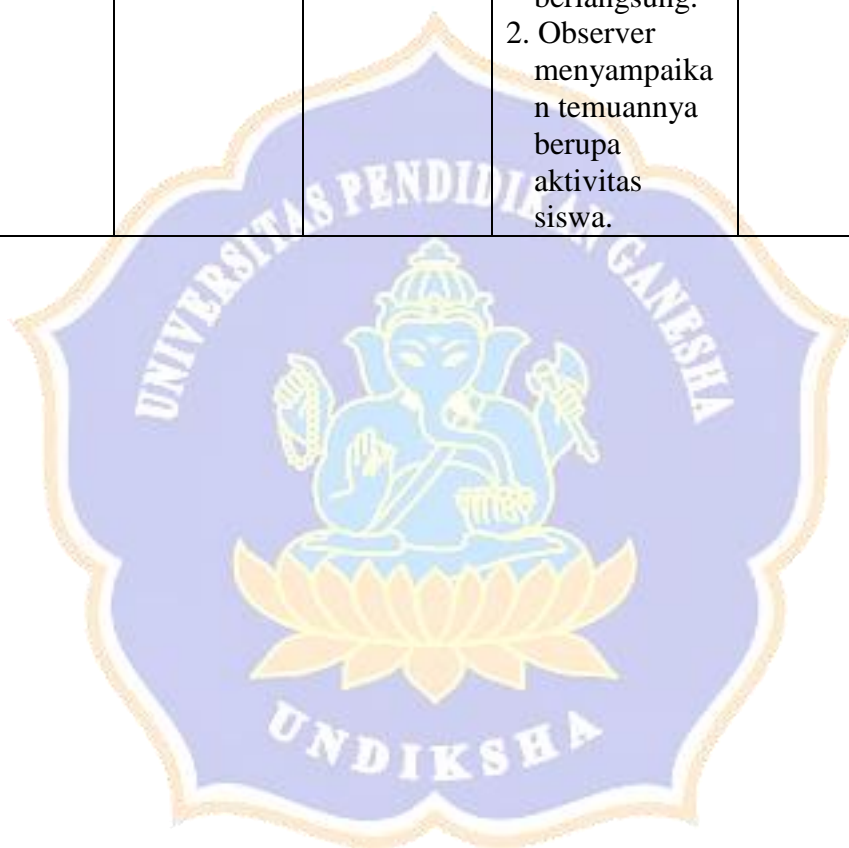 berlangsung.
2. Observer
menyampaika
n temuannya
berupa
aktivitas
siswa.
UNIVERSITAS PENDIDIKAN GANESHA
UNDIKSHA